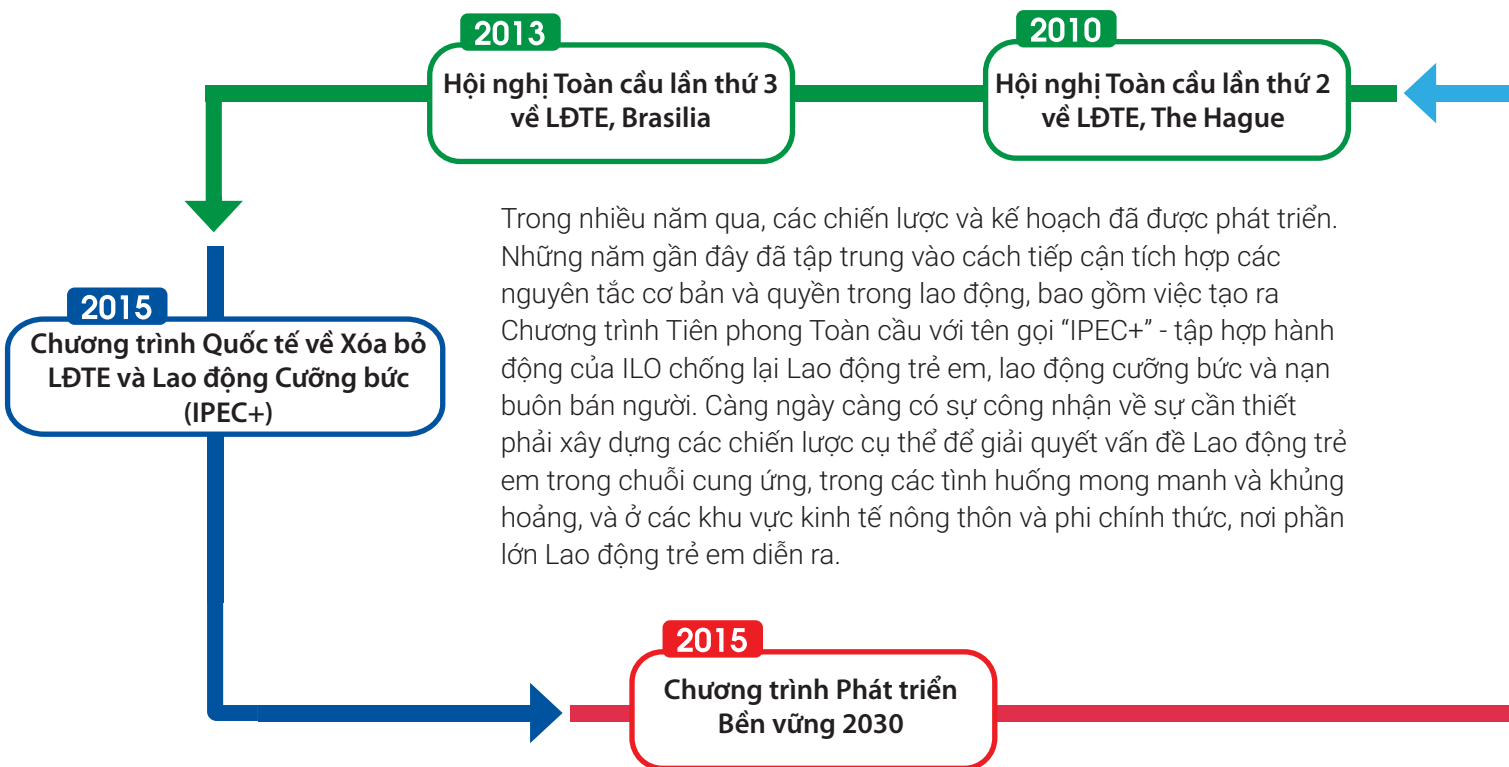 2013
Hội nghị Toàn cầu lần thứ 3
về LĐTE, Brasilia
2010
Hội nghị Toàn cầu lần thứ 2
về LĐTE, The Hague
Trong nhiều năm qua, các chiến lược và kế hoạch đã được phát triển.
Những năm gần đây đã tập trung vào cách tiếp cận tích hợp các
nguyên tắc cơ bản và quyền trong lao động, bao gồm việc tạo ra
Chương trình Tiên phong Toàn cầu với tên gọi “IPEC+” - tập hợp hành
động của ILO chống lại Lao động trẻ em, lao động cưỡng bức và nạn
buôn bán người. Càng ngày càng có sự công nhận về sự cần thiết
phải xây dựng các chiến lược cụ thể để giải quyết vấn đề Lao động trẻ
em trong chuỗi cung ứng, trong các tình huống mong manh và khủng
hoảng, và ở các khu vực kinh tế nông thôn và phi chính thức, nơi phần
lớn Lao động trẻ em diễn ra.
2015
Chương trình Quốc tế về Xóa bỏ
LĐTE và Lao động Cưỡng bức
(IPEC+)
2015
Chương trình Phát triển
Bền vững 2030